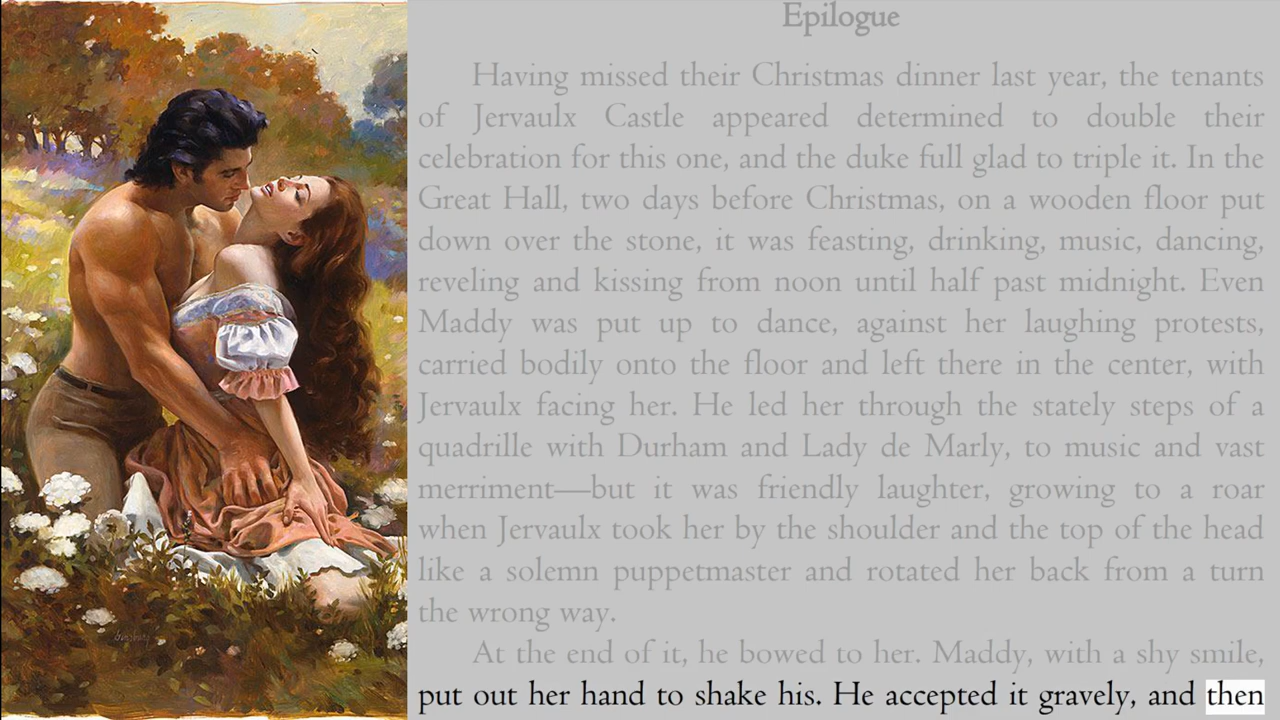 Epilogue
Having missed their Christmas dinner last year, the tenants
of Jervaulx Castle appeared determined to double their
celebration for this one, and the duke full glad to triple it. In the
Great Hall, two days before Christmas, on a wooden floor put
down over the stone, it was feasting, drinking, music, dancing,
reveling and kissing from noon until half past midnight. Even
Maddy was put up to dance, against her laughing protests,
carried bodily onto the floor and left there in the center, with
Jervaulx facing her. He led her through the stately steps of a
quadrille with Durham and Lady de Marly, to music and vast
merriment—but it was friendly laughter, growing to a roar
when Jervaulx took her by the shoulder and the top of the head
like a solemn puppetmaster and rotated her back from a turn
the wrong way.
At the end of it, he bowed to her. Maddy, with a shy smile,
put out her hand to shake his. He accepted it gravely, and then